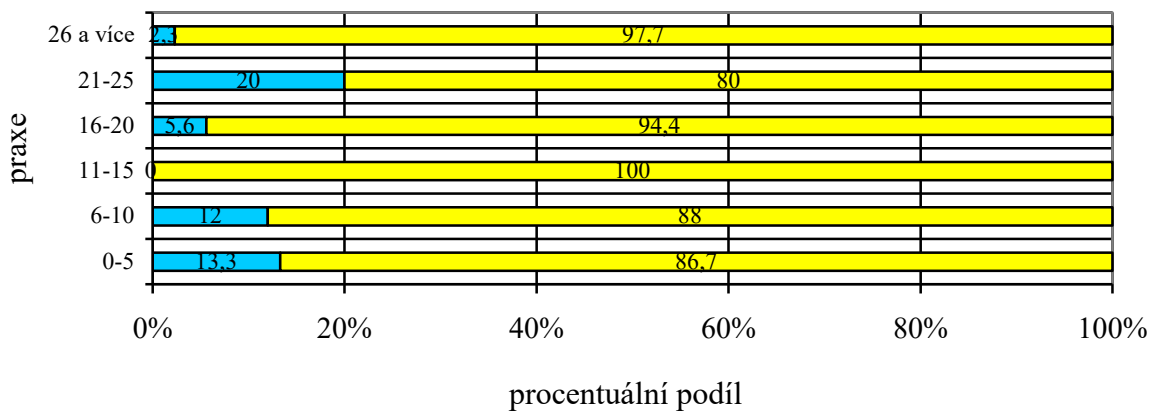 26 a více 2,3 97,7
21-25 20 80
16-20 5,6 94,4
11-15 0 100
6-10 12 88
0-5 13,3 86,7
praxe
0% 20% 40% 60% 80% 100%
procentuální podíl